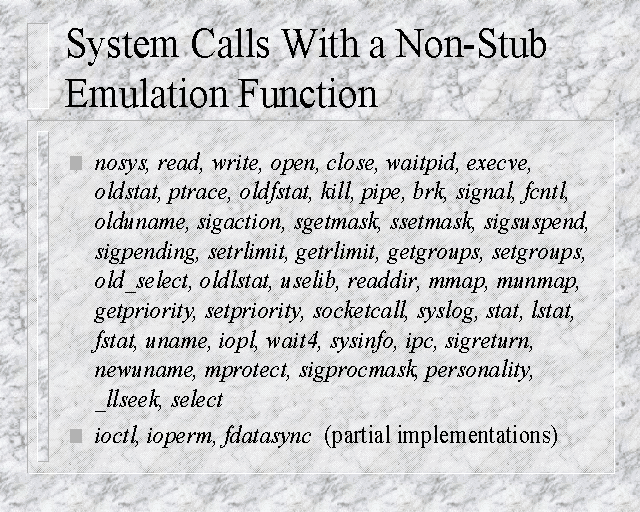 System Calls With a Non-Stub
Emulation Function
nosys, read, write, open, close, waitpid, execve,
oldstat, ptrace, oldfstat, kill, pipe, brk, signal, fcntl,
olduname, sigaction, sgetmask, ssetmask, sigsuspend,
sigpending, setrlimit, getrlimit, getgroups, setgroups,
old_select, oldlstat, uselib, readdir, mmap, munmap,
getpriority, setpriority, socketcall, syslog, stat, lstat,
fstat, uname, iopl, wait4, sysinfo, ipc, sigreturn,
newuname, mprotect, sigprocmask, personality,
_llseek, select
ioctl, ioperm, fdatasync (partial implementations)